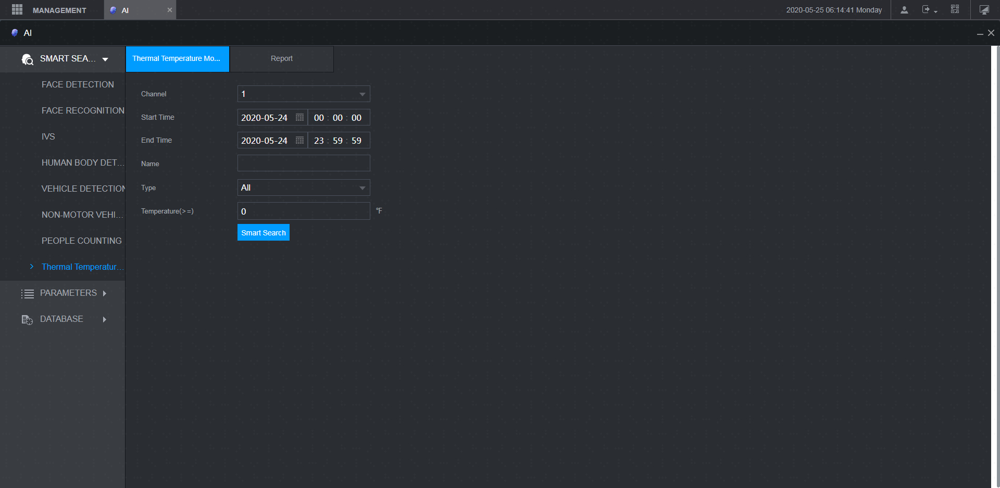 MANAGEMENT
AI
2020-05-25 06:14:41 Monday
AI
SMART SEA...
Thermal Temperature Mo...
Report
FACE DETECTION
FACE RECOGNITION
IVS
HUMAN BODY DET...
VEHICLE DETECTION
NON-MOTOR VEHI...
PEOPLE COUNTING
Thermal Temperatur...
PARAMETERS
DATABASE
Channel 1
Start Time 2020-05-24 00 : 00 : 00
End Time 2020-05-24 23 : 59 : 59
Name
Type All
Temperature(>=) 0 °F
Smart Search